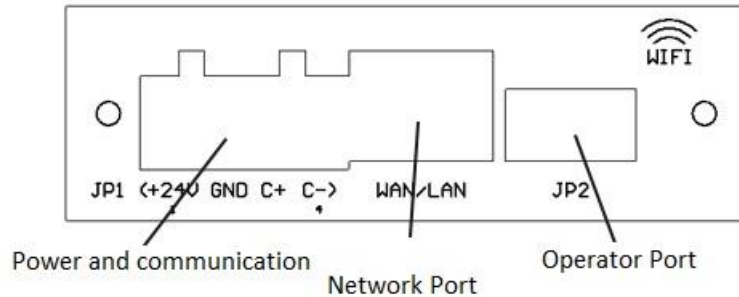 WIFI
JP1 (+24V GND C+ C-) WAN/LAN JP2
Power and communication
Network Port
Operator Port